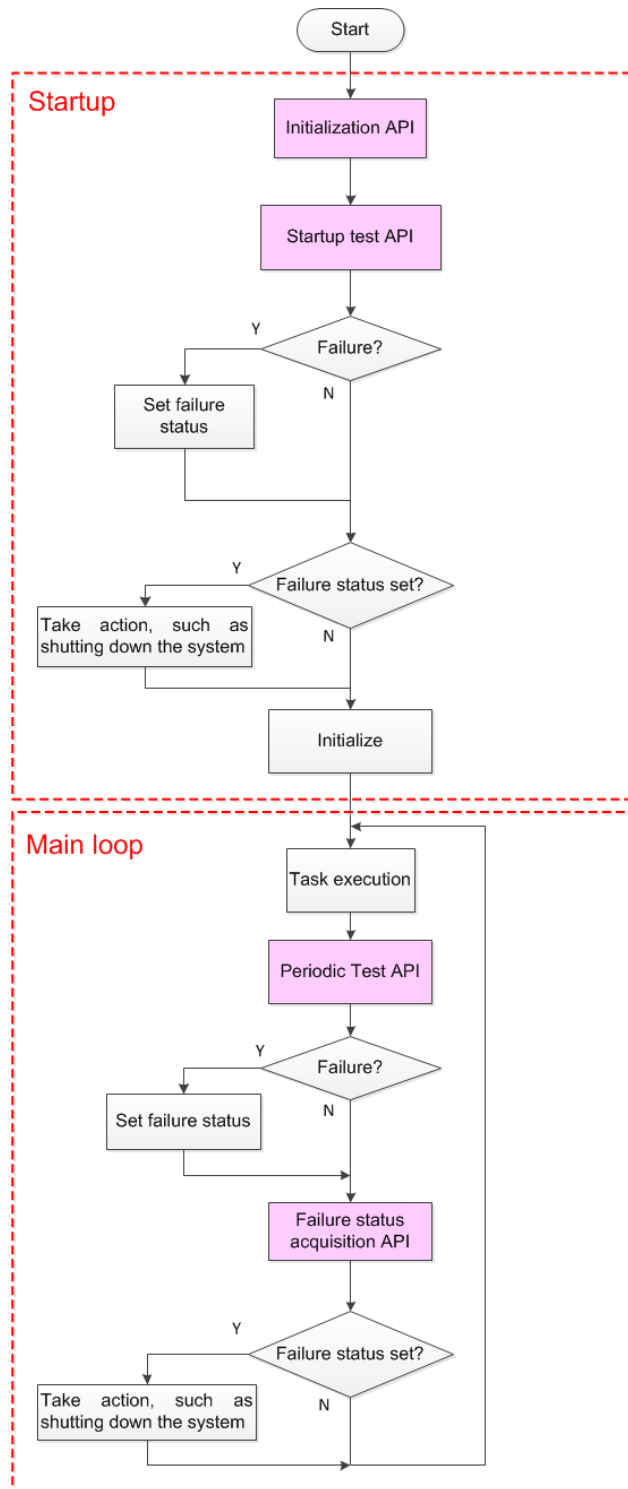 Start
Startup
Initialization API
Startup test API
Y
Failure?
N
Set failure
status
Y
Failure status set?
Take action, such as
shutting down the system
N
Initialize
Main loop
Task execution
Periodic Test API
Y
Failure?
N
Set failure status
Failure status
acquisition API
Y
Failure status set?
Take action, such as
shutting down the system
N